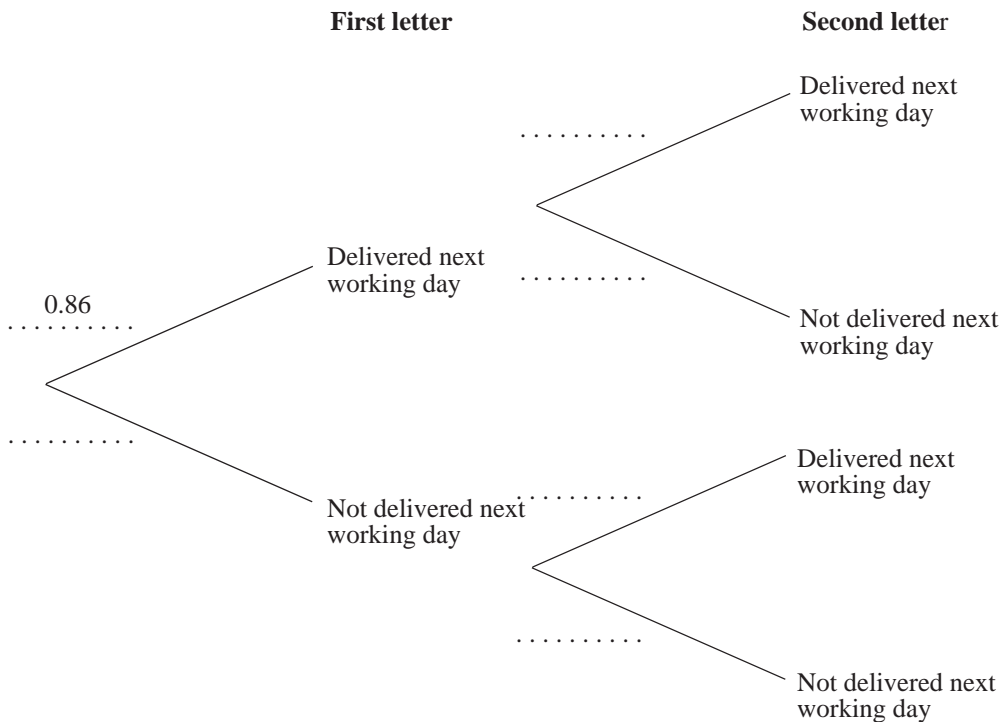 First letter
Second letter
Delivered next
working day
. . . . . . . . . .
Delivered next
working day
. . . . . . . . . .
0.86
. . . . . . . . . .
Not delivered next
working day
. . . . . . . . . .
Delivered next
working day
Not delivered next
working day
. . . . . . . . . .
. . . . . . . . . .
Not delivered next
working day